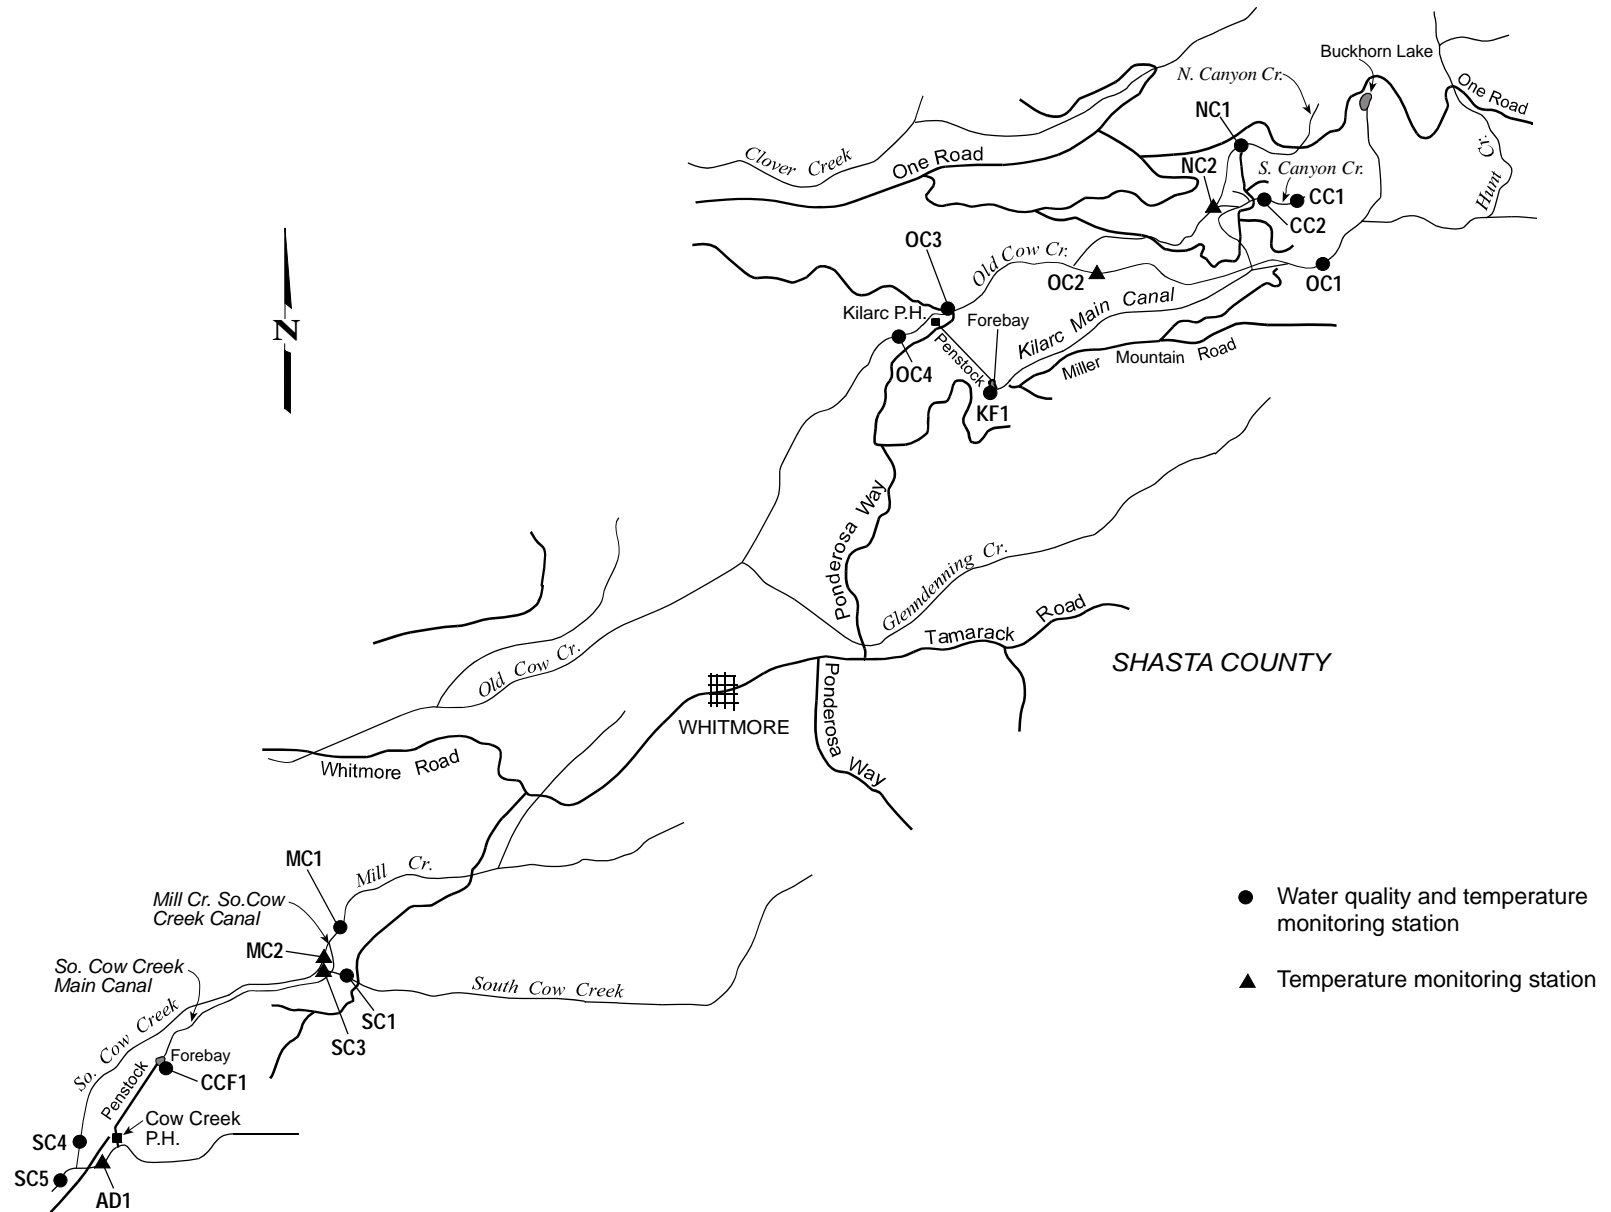 Buckhorn Lake
N. Canyon Cr.
One Road
NC1
Clover Creek
One Road
NC2
S. Canyon Cr.
Hunt Cr.
CC1
CC2
OC3
Old Cow Cr.
OC2
OC1
Kilarc P.H.
Forebay
Kilarc Main Canal
N
Penstock
Miller Mountain Road
OC4
KF1
Ponderosa Way
Glenndenning Cr.
Tamarack Road
SHASTA COUNTY
Old Cow Cr.
Ponderosa Way
WHITMORE
Whitmore Road
MC1
Mill Cr.
Mill Cr. So.Cow
Creek Canal
Water quality and temperature
monitoring station
MC2
So. Cow Creek
Main Canal
Temperature monitoring station
South Cow Creek
SC1
So. Cow Creek
SC3
Forebay
CCF1
Penstock
Cow Creek
P.H.
SC4
SC5
AD1